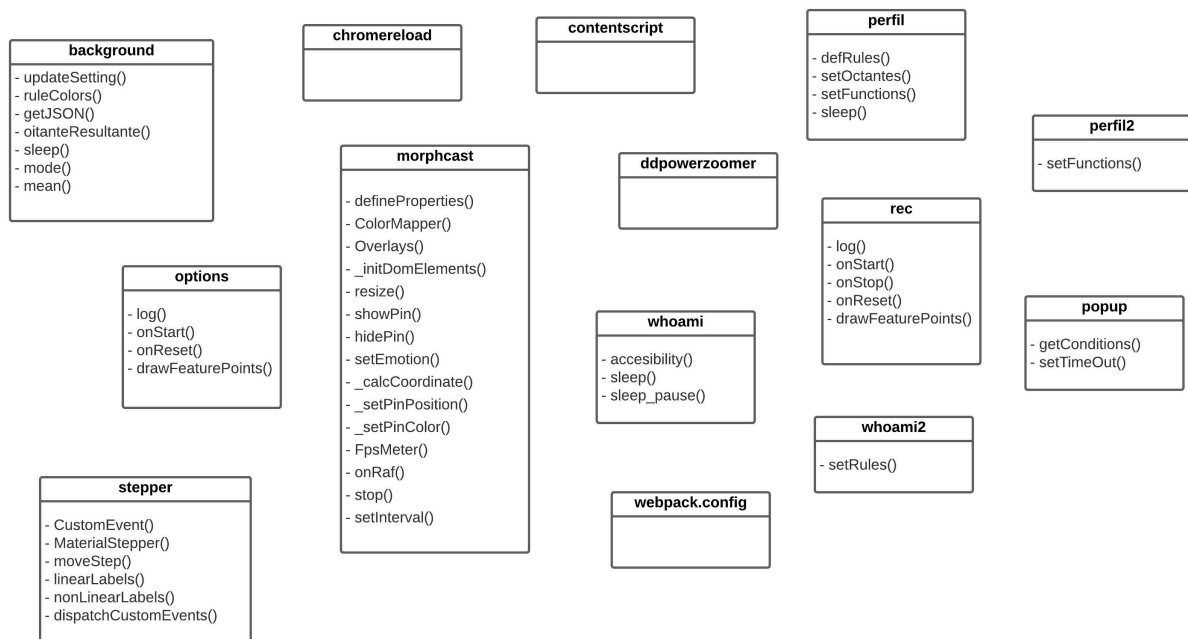 background
- updateSetting()
- ruleColors()
- getJSON()
- oitanteResultante()
- sleep()
- mode()
- mean()
chromereload
contentscript
perfil
- defRules()
- setOctantes()
- setFunctions()
- sleep()
perfil2
- setFunctions()
morphcast
- defineProperties()
- ColorMapper()
- Overlays()
- _initDomElements()
- resize()
- showPin()
- hidePin()
- setEmotion()
- _calcCoordinate()
- _setPinPosition()
- _setPinColor()
- FpsMeter()
- onRaf()
- stop()
- setInterval()
ddpowerzoomer
rec
- log()
- onStart()
- onStop()
- onReset()
- drawFeaturePoints()
options
- log()
- onStart()
- onReset()
- drawFeaturePoints()
whoami
- accesibility()
- sleep()
- sleep_pause()
popup
- getConditions()
- setTimeOut()
whoami2
- setRules()
stepper
- CustomEvent()
- MaterialStepper()
- moveStep()
- linearLabels()
- nonLinearLabels()
- dispatchCustomEvents()
webpack.config